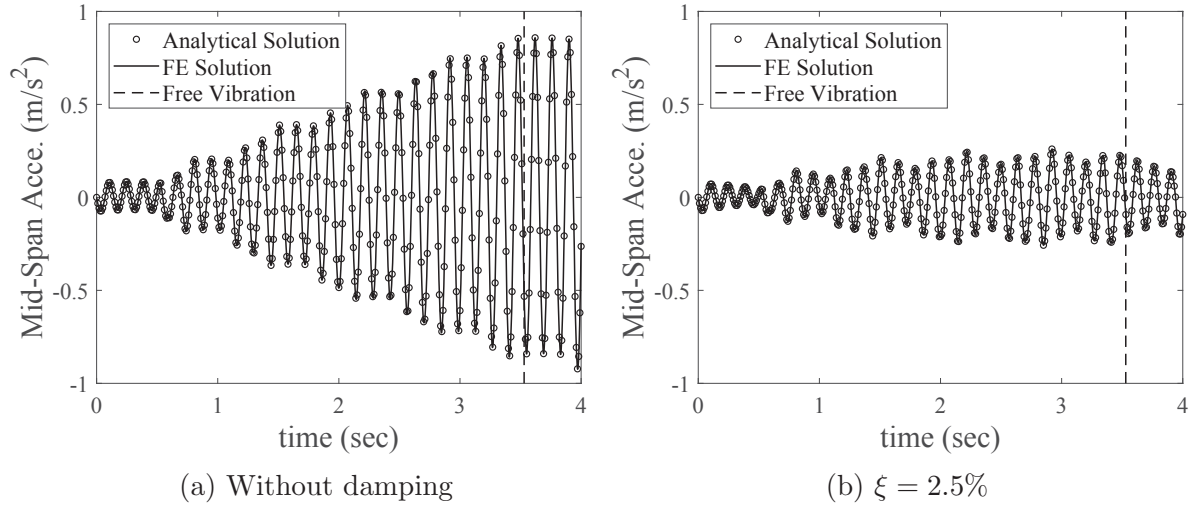 1
0.5
0
-0.5
-1
Mid-Span Acce. (m/s²)
Analytical Solution
FE Solution
Free Vibration
0 1 2 3 4
time (sec)
(a) Without damping
1
0.5
0
-0.5
-1
Mid-Span Acce. (m/s²)
Analytical Solution
FE Solution
Free Vibration
0 1 2 3 4
time (sec)
(b) ξ = 2.5%